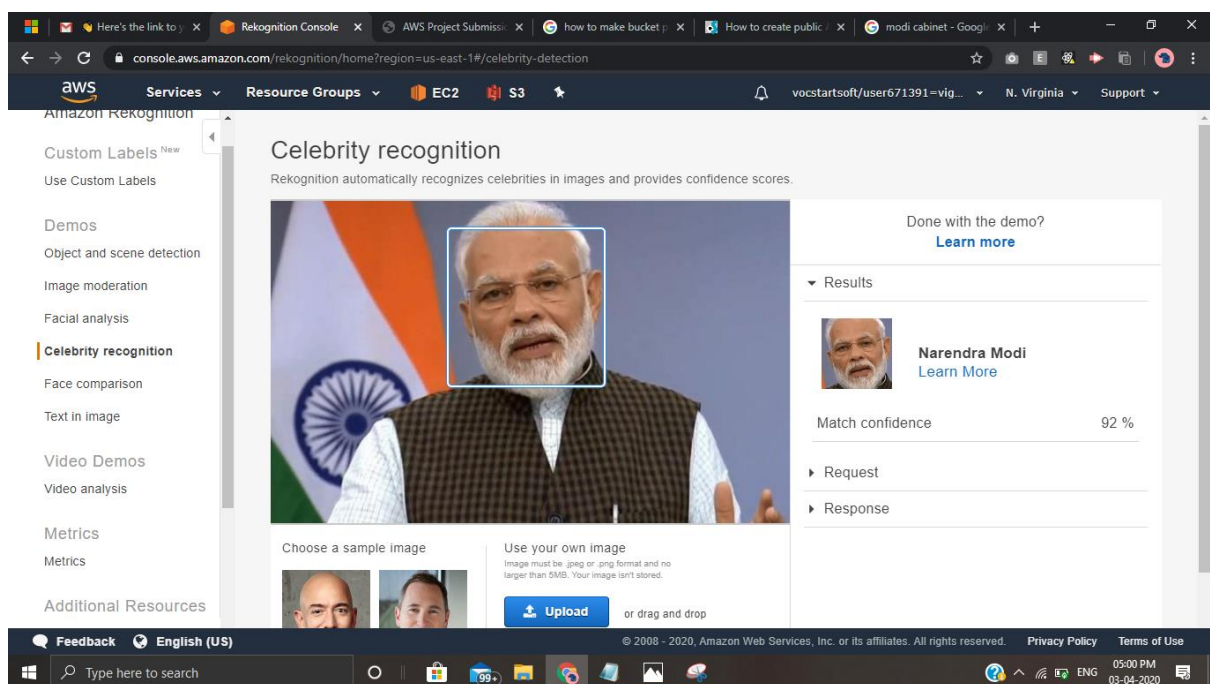 Here's the link to y
Rekognition Console
AWS Project Submissi
how to make bucket p
How to create public A
modi cabinet - Googl
console.aws.amazon.com/rekognition/home?region=us-east-1#/celebrity-detection
aws
Services
Resource Groups
EC2
S3
vocstartsoft/user671391=vig...
N. Virginia
Support
Amazon Rekognition
Custom Labels New
Use Custom Labels
Demos
Object and scene detection
Image moderation
Facial analysis
Celebrity recognition
Face comparison
Text in image
Video Demos
Video analysis
Metrics
Metrics
Additional Resources
Celebrity recognition
Rekognition automatically recognizes celebrities in images and provides confidence scores.
Choose a sample image
Use your own image
Image must be .jpeg or .png format and no
larger than 5MB. Your image isn't stored.
Upload
or drag and drop
Done with the demo?
Learn more
Results
Narendra Modi
Learn More
Match confidence 92 %
Request
Response
Feedback
English (US)
© 2008 - 2020, Amazon Web Services, Inc. or its affiliates. All rights reserved.
Privacy Policy
Terms of Use
Type here to search
99+
ENG
05:00 PM
03-04-2020